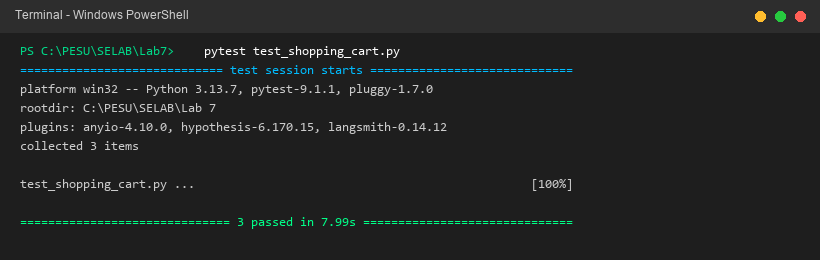 Terminal - Windows PowerShell
PS C:\PESU\SELAB\Lab7> pytest test_shopping_cart.py
============================= test session starts =============================
platform win32 -- Python 3.13.7, pytest-9.1.1, pluggy-1.7.0
rootdir: C:\PESU\SELAB\Lab 7
plugins: anyio-4.10.0, hypothesis-6.170.15, langsmith-0.14.12
collected 3 items
test_shopping_cart.py ... [100%]
============================== 3 passed in 7.99s ==============================